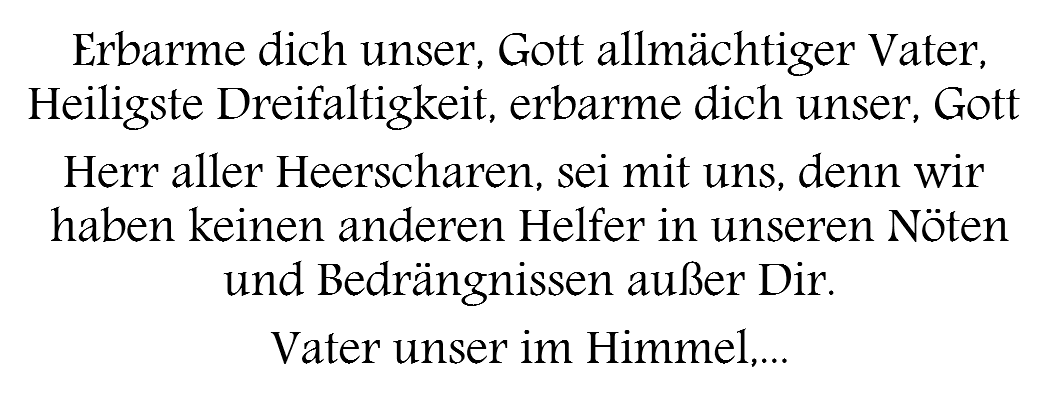 Erbarme dich unser, Gott allmächtiger Vater,
Heiligste Dreifaltigkeit, erbarme dich unser, Gott
Herr aller Heerscharen, sei mit uns, denn wir
haben keinen anderen Helfer in unseren Nöten
und Bedrängnissen außer Dir.
Vater unser im Himmel,...